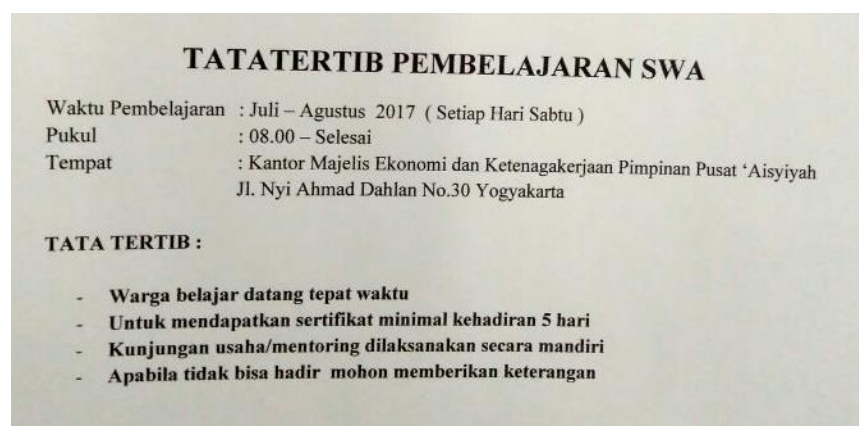 TATATERTIB PEMBELAJARAN SWA
Waktu Pembelajaran : Juli – Agustus 2017 ( Setiap Hari Sabtu )
Pukul : 08.00 – Selesai
Tempat : Kantor Majelis Ekonomi dan Ketenagakerjaan Pimpinan Pusat ‘Aisyiyah
Jl. Nyi Ahmad Dahlan No.30 Yogyakarta
TATA TERTIB :
- Warga belajar datang tepat waktu
- Untuk mendapatkan sertifikat minimal kehadiran 5 hari
- Kunjungan usaha/mentoring dilaksanakan secara mandiri
- Apabila tidak bisa hadir mohon memberikan keterangan